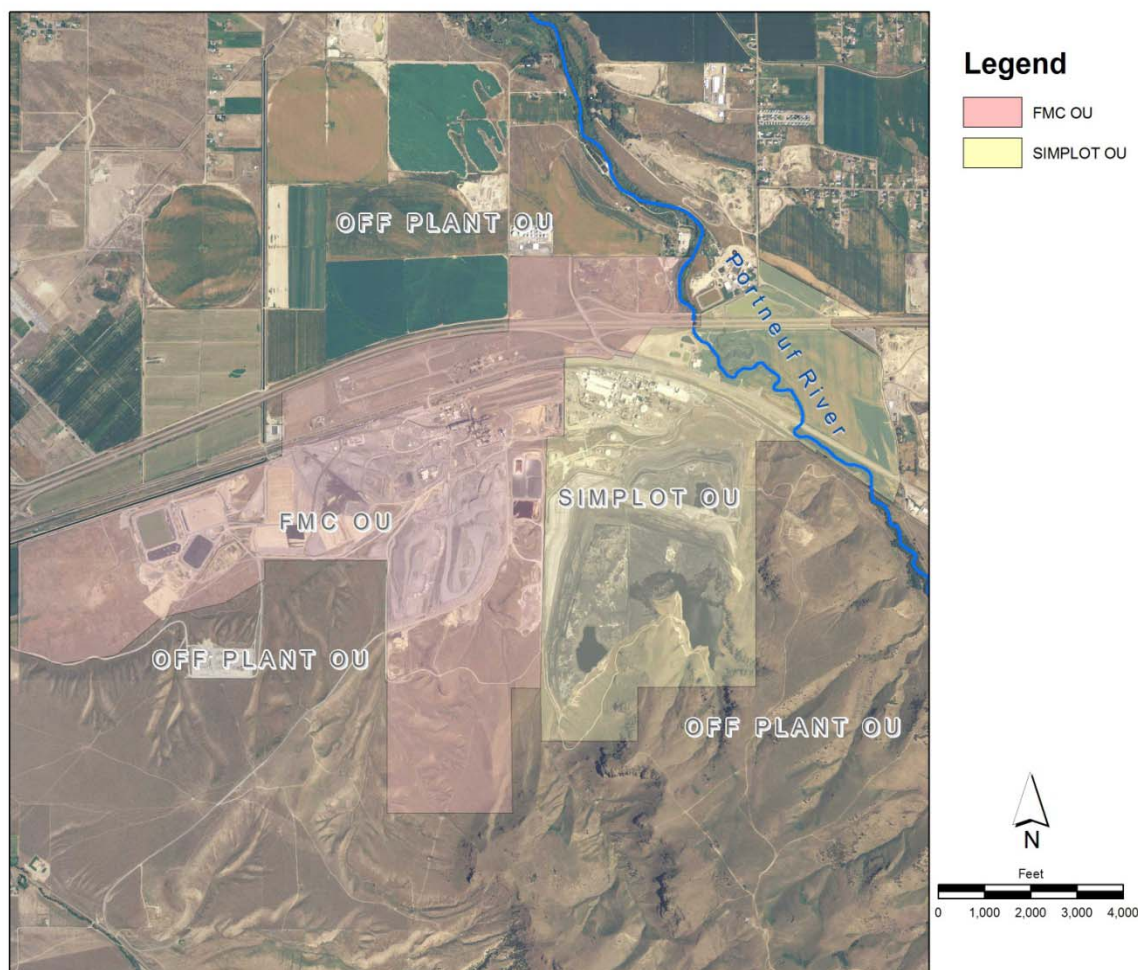 Legend
FMC OU
SIMPLOT OU
OFF PLANT OU
Portneuf River
SIMPLOT OU
FMC OU
OFF PLANT OU
OFF PLANT OU
N
Feet
0 1,000 2,000 3,000 4,000